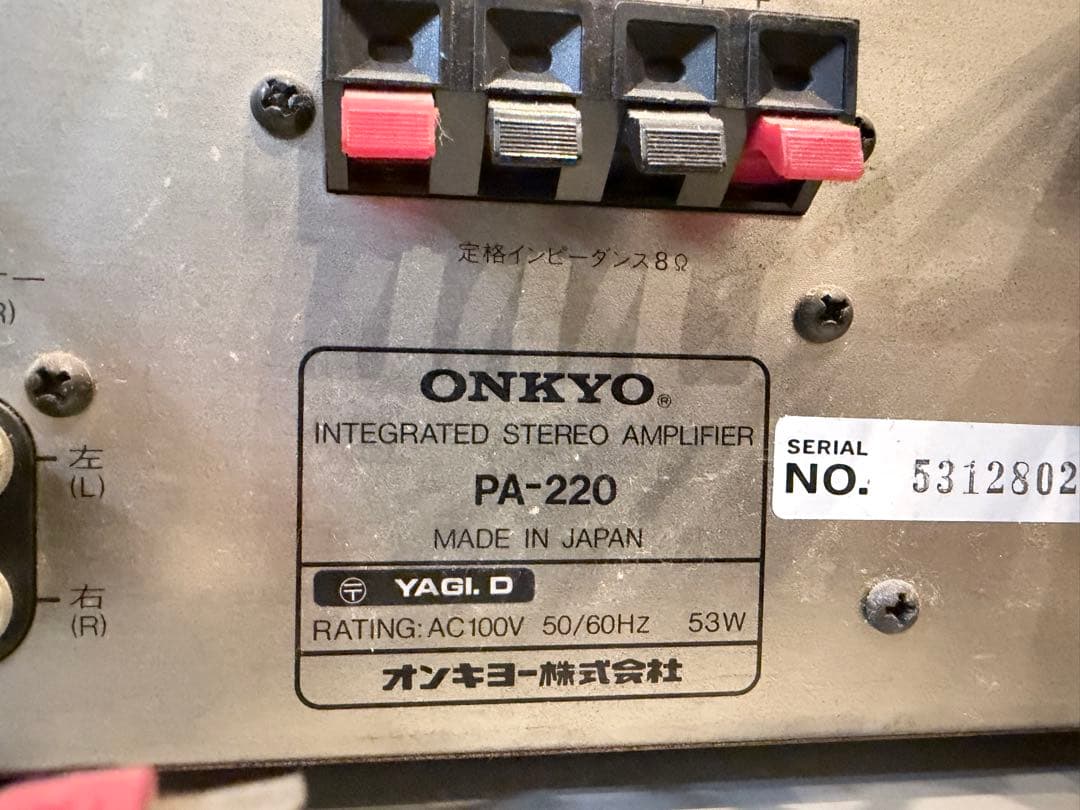 定格インピーダンス8Ω
R)
ONKYO®
INTEGRATED STEREO AMPLIFIER
PA-220
MADE IN JAPAN
〒 YAGI. D
RATING: AC100V 50/60Hz 53W
オンキヨー株式会社
SERIAL
NO. 5312802
左
(L)
右
(R)